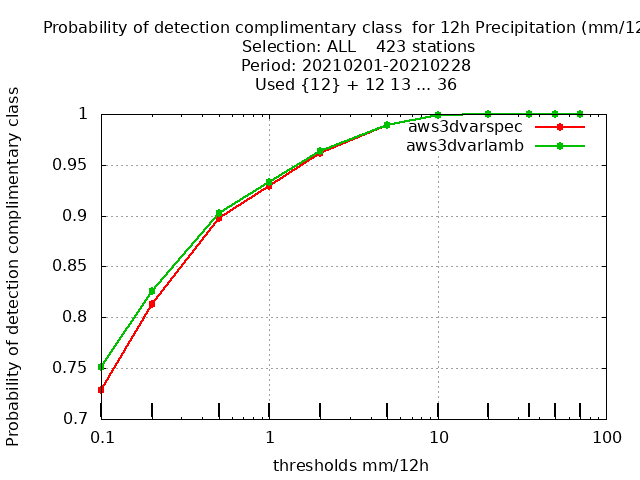 Probability of detection complimentary class  for 12h Precipitation (mm/12
Selection: ALL    423 stations
Period: 20210201-20210228
Used {12} + 12 13 ... 36
Probability of detection complimentary class
1
0.95
0.9
0.85
0.8
0.75
0.7
aws3dvarspec
aws3dvarlamb
0.1
1
10
100
thresholds mm/12h